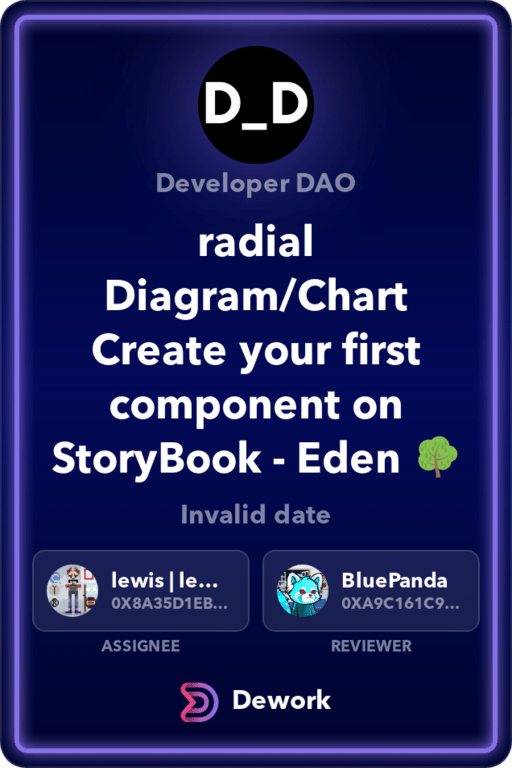 D_D
Developer DAO
radial
Diagram/Chart
Create your first
component on
StoryBook - Eden 🌳
Invalid date
lewis | le...
0X8A35D1EB...
BluePanda
0XA9C161C9...
ASSIGNEE
REVIEWER
Dework